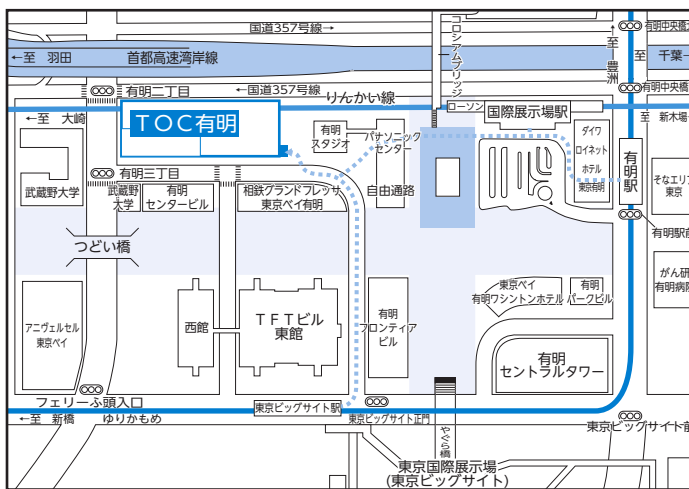 国道357号線→
コロシアムブリッジ
←至 羽田
首都高速湾岸線
至 豊洲
有明中央橋北
至 千葉→
有明二丁目
←国道357号線
りんかい線
ローソン
国際展示場駅
有明中央橋
←至 大崎
至 新木場→
TOC有明
有明
スタジオ
パナソニック
センター
ダイワ
ロイネット
ホテル
東京有明
有明駅
有明三丁目
武蔵野大学
武蔵野
大学
有明
センタービル
相鉄グランドフレッサ
東京ベイ有明
自由通路
そなエリア
東京
有明駅前
つどい橋
がん研
有明病院
アニヴェルセル
東京ベイ
西館
TFTビル
東館
有明
フロンティア
ビル
東京ベイ
有明ワシントンホテル
有明
パークビル
有明
セントラルタワー
フェリーふ頭入口
東京ビッグサイト駅
←至 新橋
ゆりかもめ
東京ビッグサイト正門
やぐら橋
東京ビッグサイト前
東京国際展示場
(東京ビッグサイト)